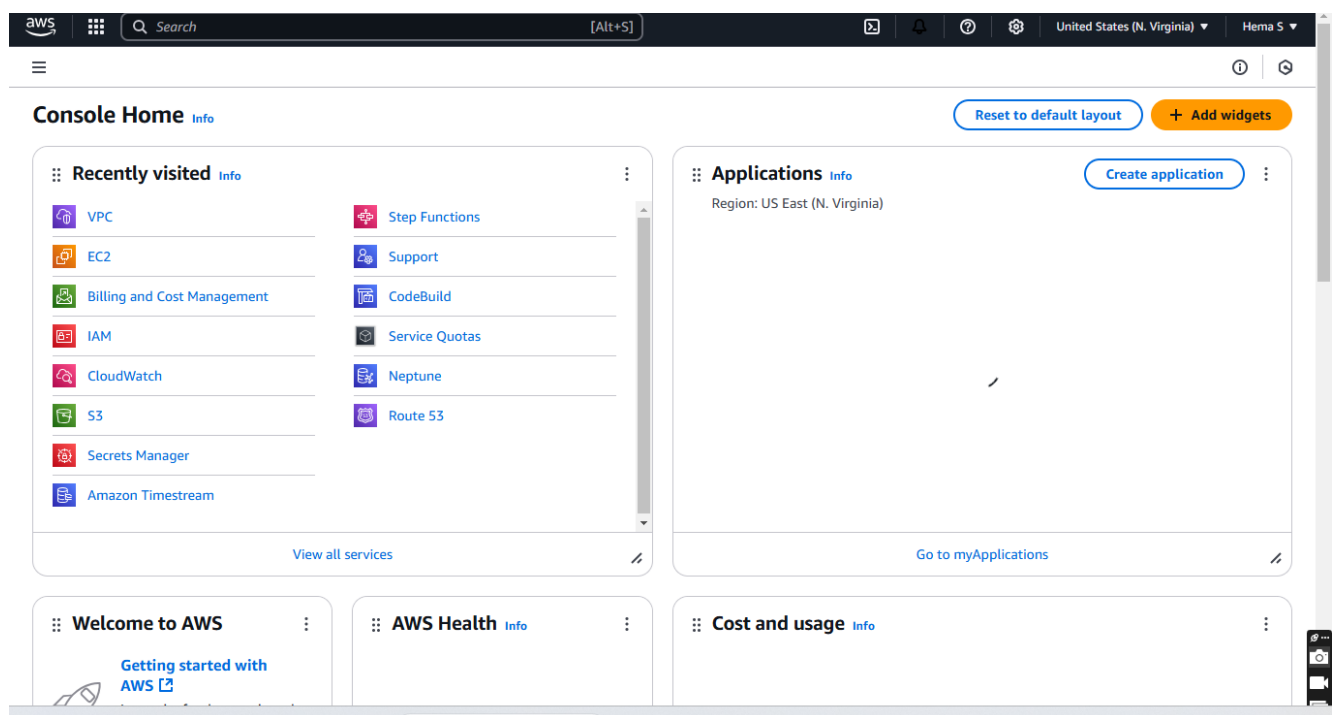 aws
Search [Alt+S]
United States (N. Virginia) ▼
Hema S ▼
Console Home Info
Reset to default layout
+ Add widgets
Recently visited Info
VPC
EC2
Billing and Cost Management
IAM
CloudWatch
S3
Secrets Manager
Amazon Timestream
Step Functions
Support
CodeBuild
Service Quotas
Neptune
Route 53
View all services
Applications Info
Create application
Region: US East (N. Virginia)
Go to myApplications
Welcome to AWS
Getting started with
AWS
AWS Health Info
Cost and usage Info